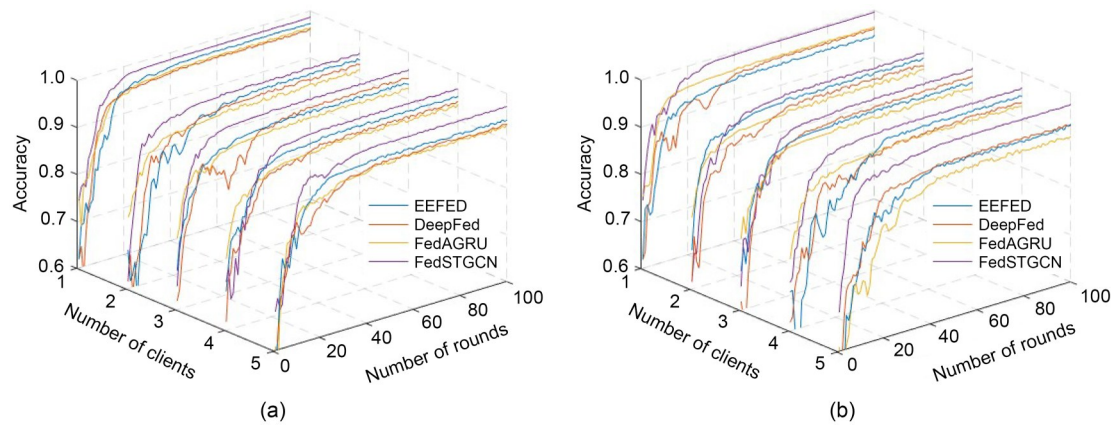 1.0
0.9
0.8
0.7
0.6
Accuracy
1
2
3
4
5
Number of clients
0
20
40
60
80
100
Number of rounds
EEFED
DeepFed
FedAGRU
FedSTGCN
(a)
1.0
0.9
0.8
0.7
0.6
Accuracy
1
2
3
4
5
Number of clients
0
20
40
60
80
100
Number of rounds
EEFED
DeepFed
FedAGRU
FedSTGCN
(b)